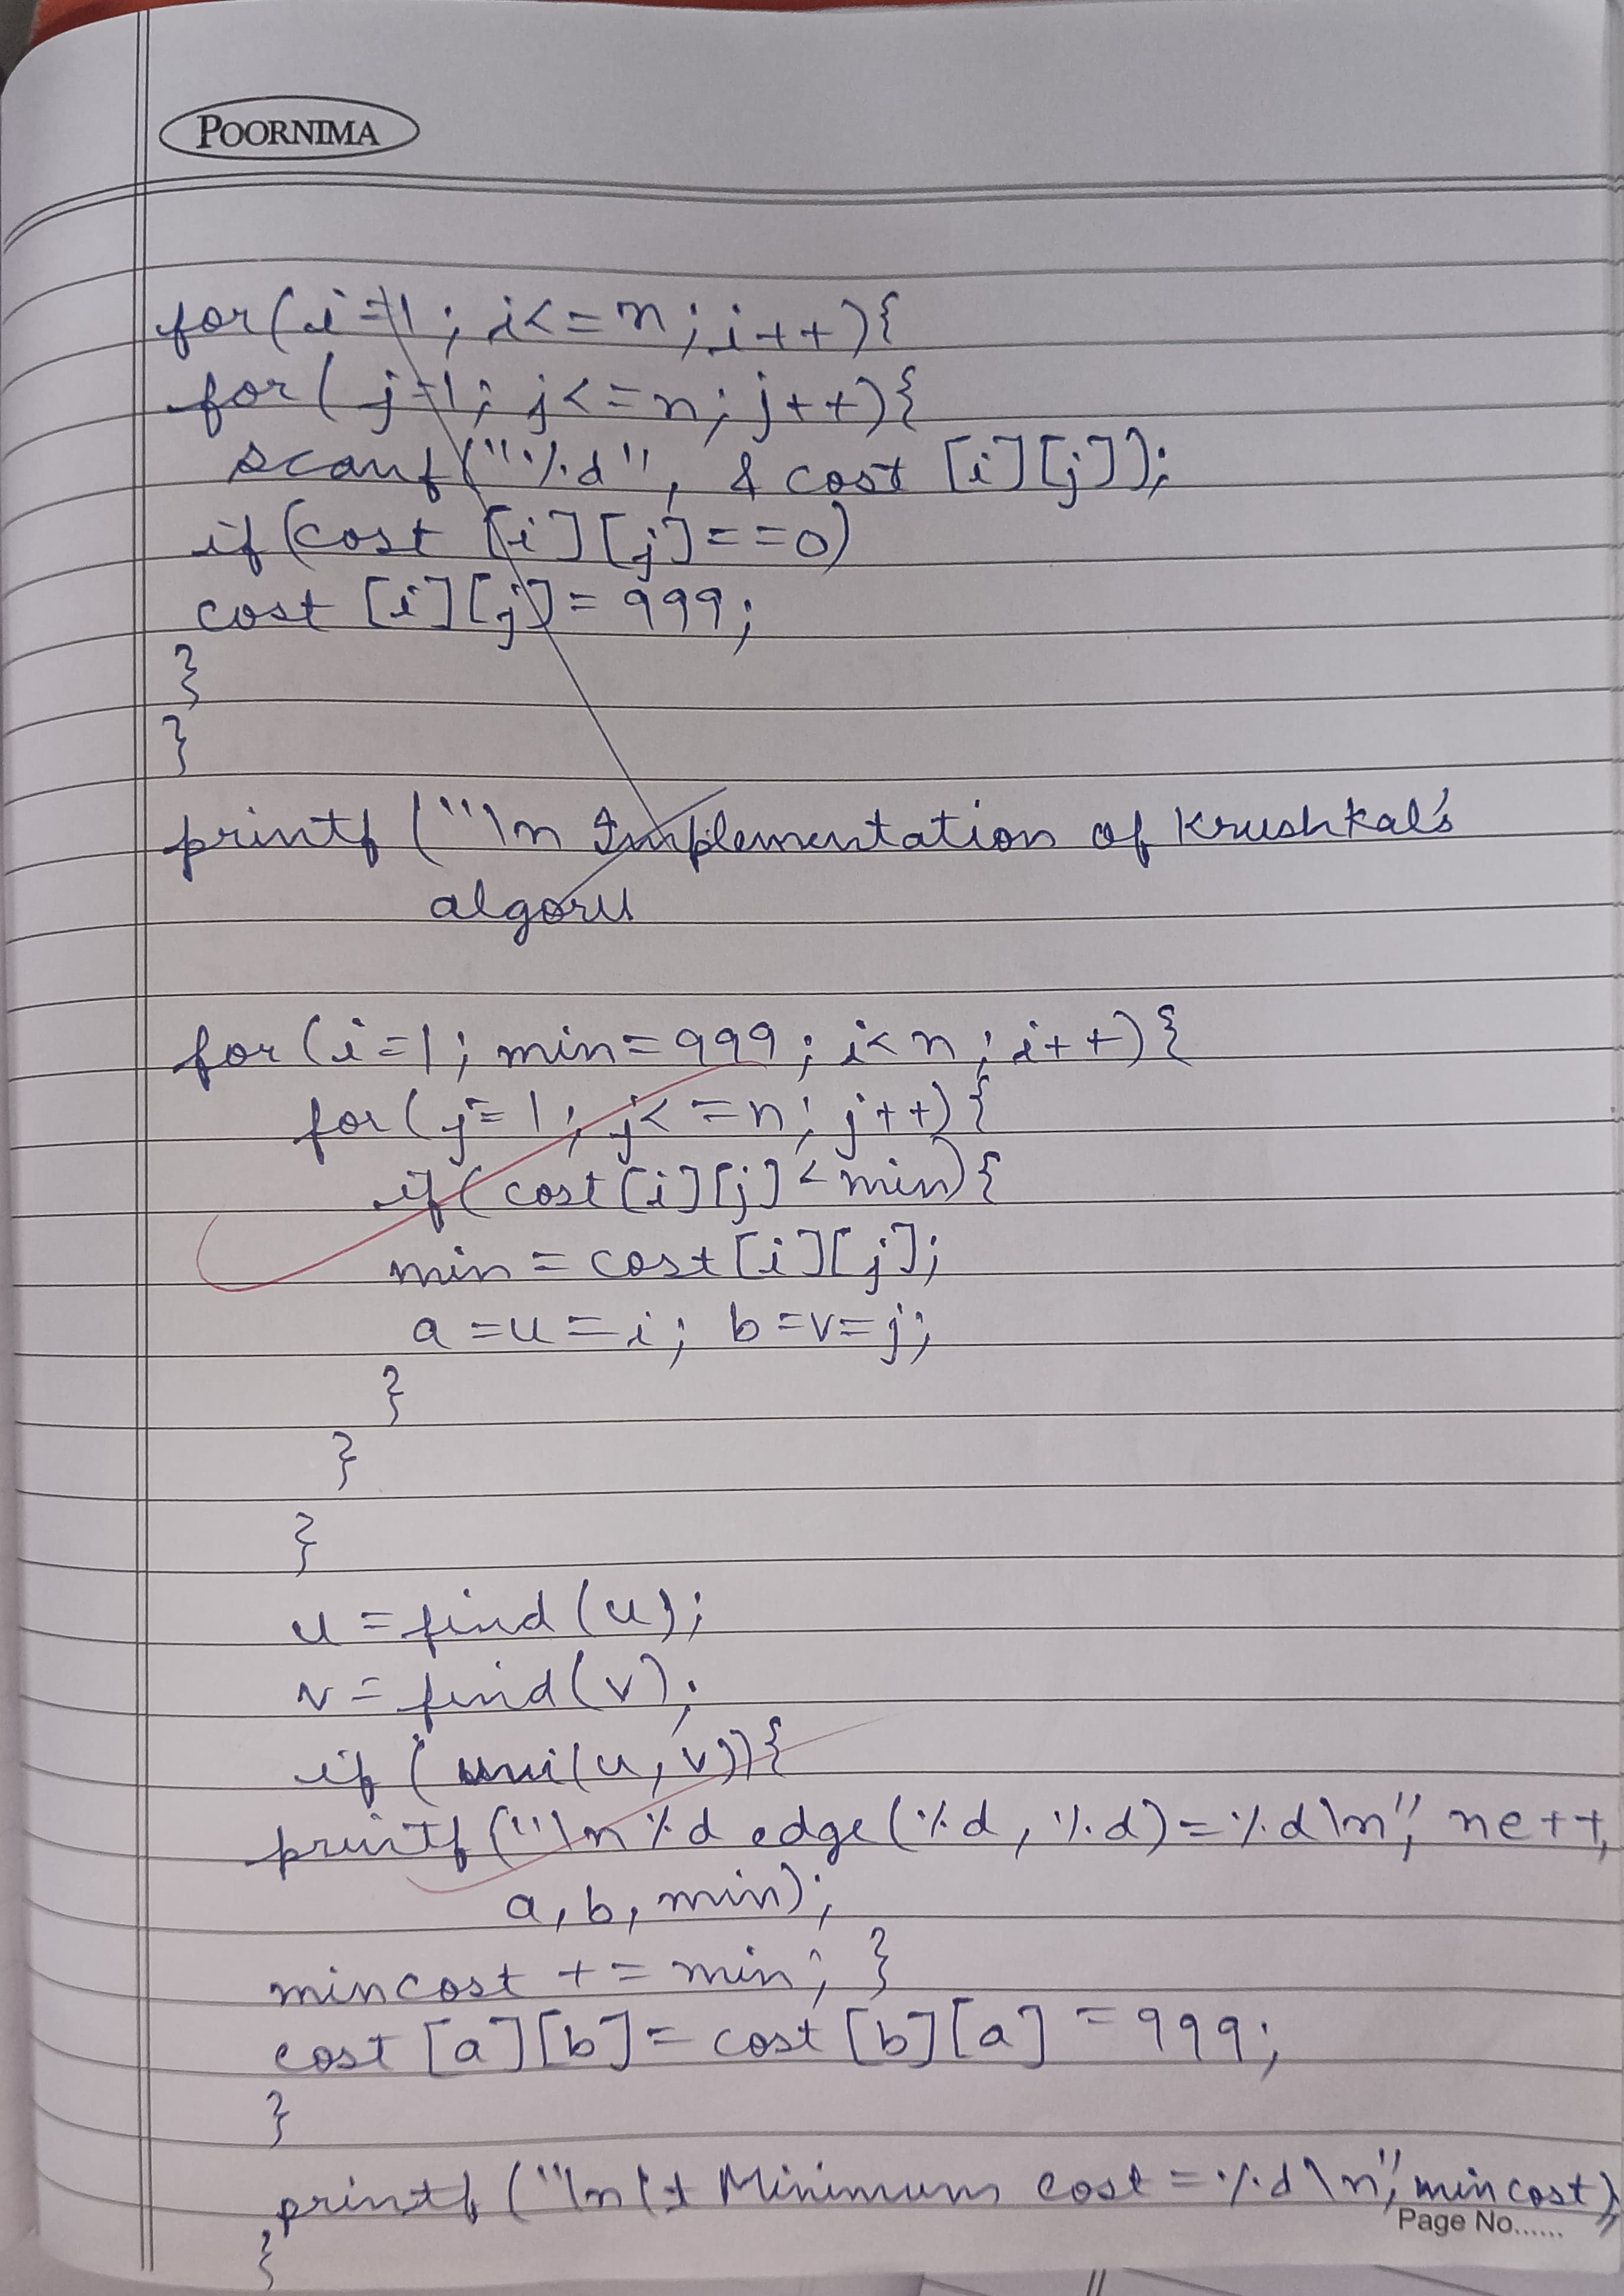 POORNIMA
for(i=1; i<=n; i++){
for(j=1; j<=n; j++){
scanf("%d", & cost [i][j]);
if(cost [i][j]==0)
cost [i][j]=999;
}
}
printf ("\n Implementation of Krushkal's
algori
for(i=1; min=999; i<n; i++){
for(j=1; j<=n; j++){
if(cost[i][j]<min){
min=cost[i][j];
a=u=i; b=v=j;
}
}
}
u=find(u);
v=find(v);
if(uni(u,v)){
printf("\n%d edge(%d, %d)=%d\n", ne++,
a, b, min);
mincost += min; }
cost [a][b]=cost [b][a]=999;
}
printf ("\n\t Minimum cost=%d\n", mincost);
}
Page No......